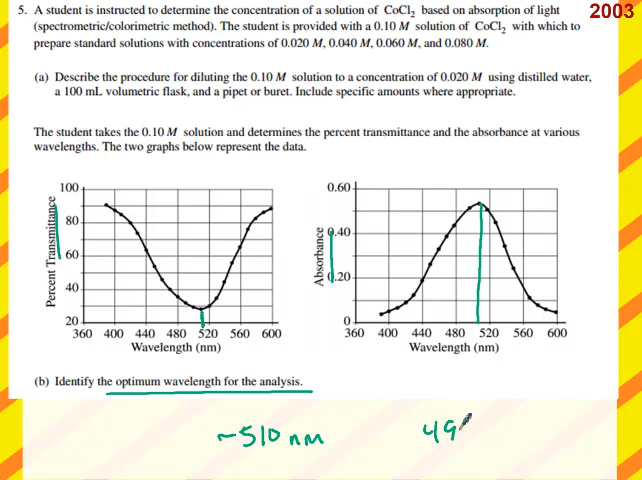 2003
5. A student is instructed to determine the concentration of a solution of CoCl₂ based on absorption of light
(spectrometric/colorimetric method). The student is provided with a 0.10 M solution of CoCl₂ with which to
prepare standard solutions with concentrations of 0.020 M, 0.040 M, 0.060 M, and 0.080 M.
(a) Describe the procedure for diluting the 0.10 M solution to a concentration of 0.020 M using distilled water,
a 100 mL volumetric flask, and a pipet or buret. Include specific amounts where appropriate.
The student takes the 0.10 M solution and determines the percent transmittance and the absorbance at various
wavelengths. The two graphs below represent the data.
Percent Transmittance
100
80
60
40
20
360 400 440 480 520 560 600
Wavelength (nm)
Absorbance
0.60
0.40
0.20
0
360 400 440 480 520 560 600
Wavelength (nm)
(b) Identify the optimum wavelength for the analysis.
~510 nm 49